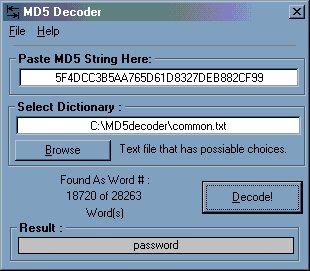 MD5 Decoder
File Help
Paste MD5 String Here:
5F4DCC3B5AA765D61D8327DEB882CF99
Select Dictionary :
C:\MD5decoder\common.txt
Browse Text file that has possiable choices.
Found As Word # :
18720 of 28263
Word(s)
Decode!
Result :
password